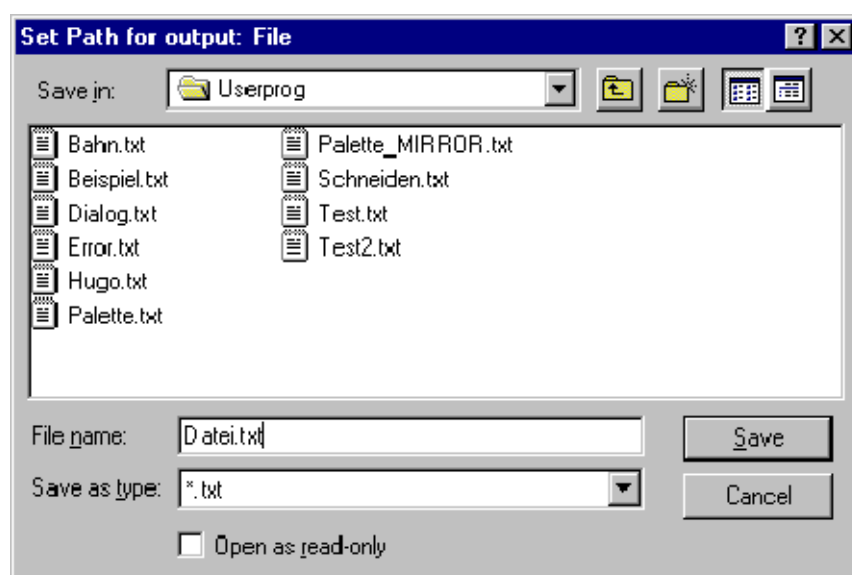 Set Path for output: File
Save in: Userprog
Bahn.txt Palette_MIRROR.txt
Beispiel.txt Schneiden.txt
Dialog.txt Test.txt
Error.txt Test2.txt
Hugo.txt
Palette.txt
File name: Datei.txt Save
Save as type: *.txt Cancel
Open as read-only